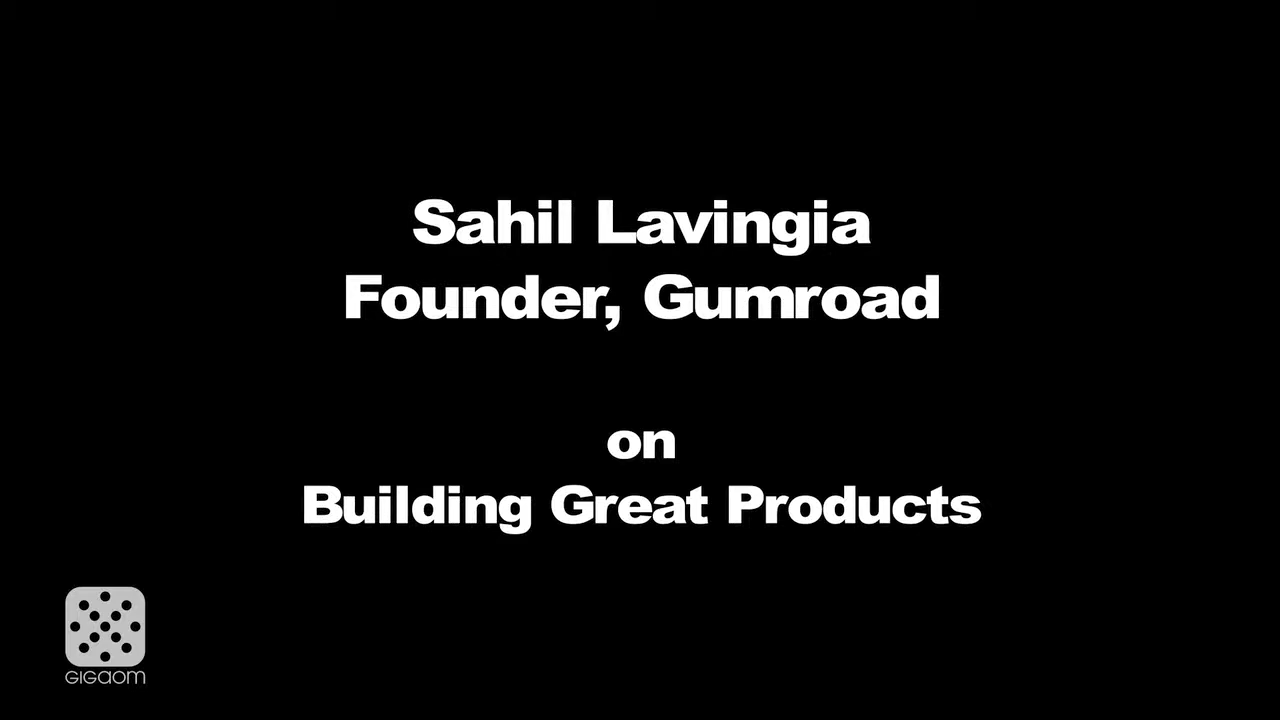 Sahil Lavingia
Founder, Gumroad
on
Building Great Products
GIGAOM